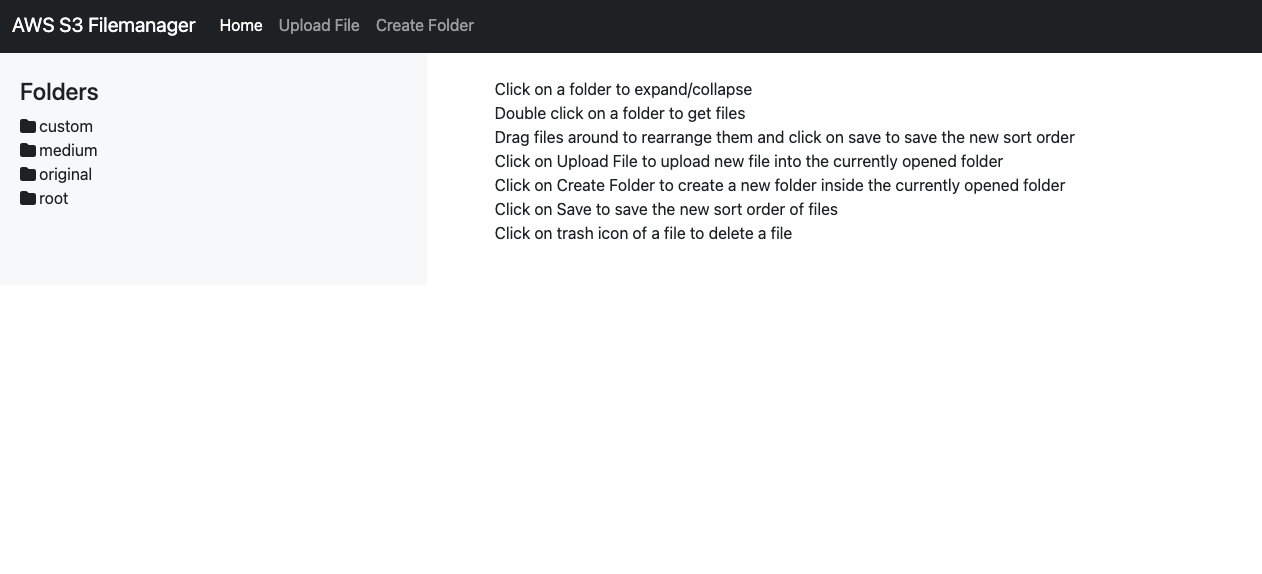 AWS S3 Filemanager Home Upload File Create Folder
Folders
custom
medium
original
root
Click on a folder to expand/collapse
Double click on a folder to get files
Drag files around to rearrange them and click on save to save the new sort order
Click on Upload File to upload new file into the currently opened folder
Click on Create Folder to create a new folder inside the currently opened folder
Click on Save to save the new sort order of files
Click on trash icon of a file to delete a file